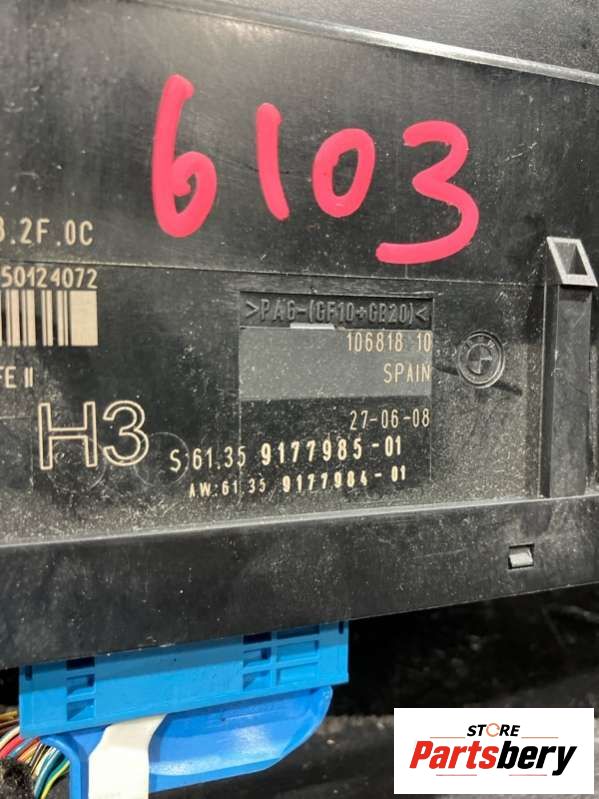 6103
3.2F.0C
50124072
>PA6-(GF10+GB20)<
106818 10
FE II
SPAIN
27-06-08
H3
S:61.35 9177985-01
AW:61.35 9177984-01
STORE
Partsbery